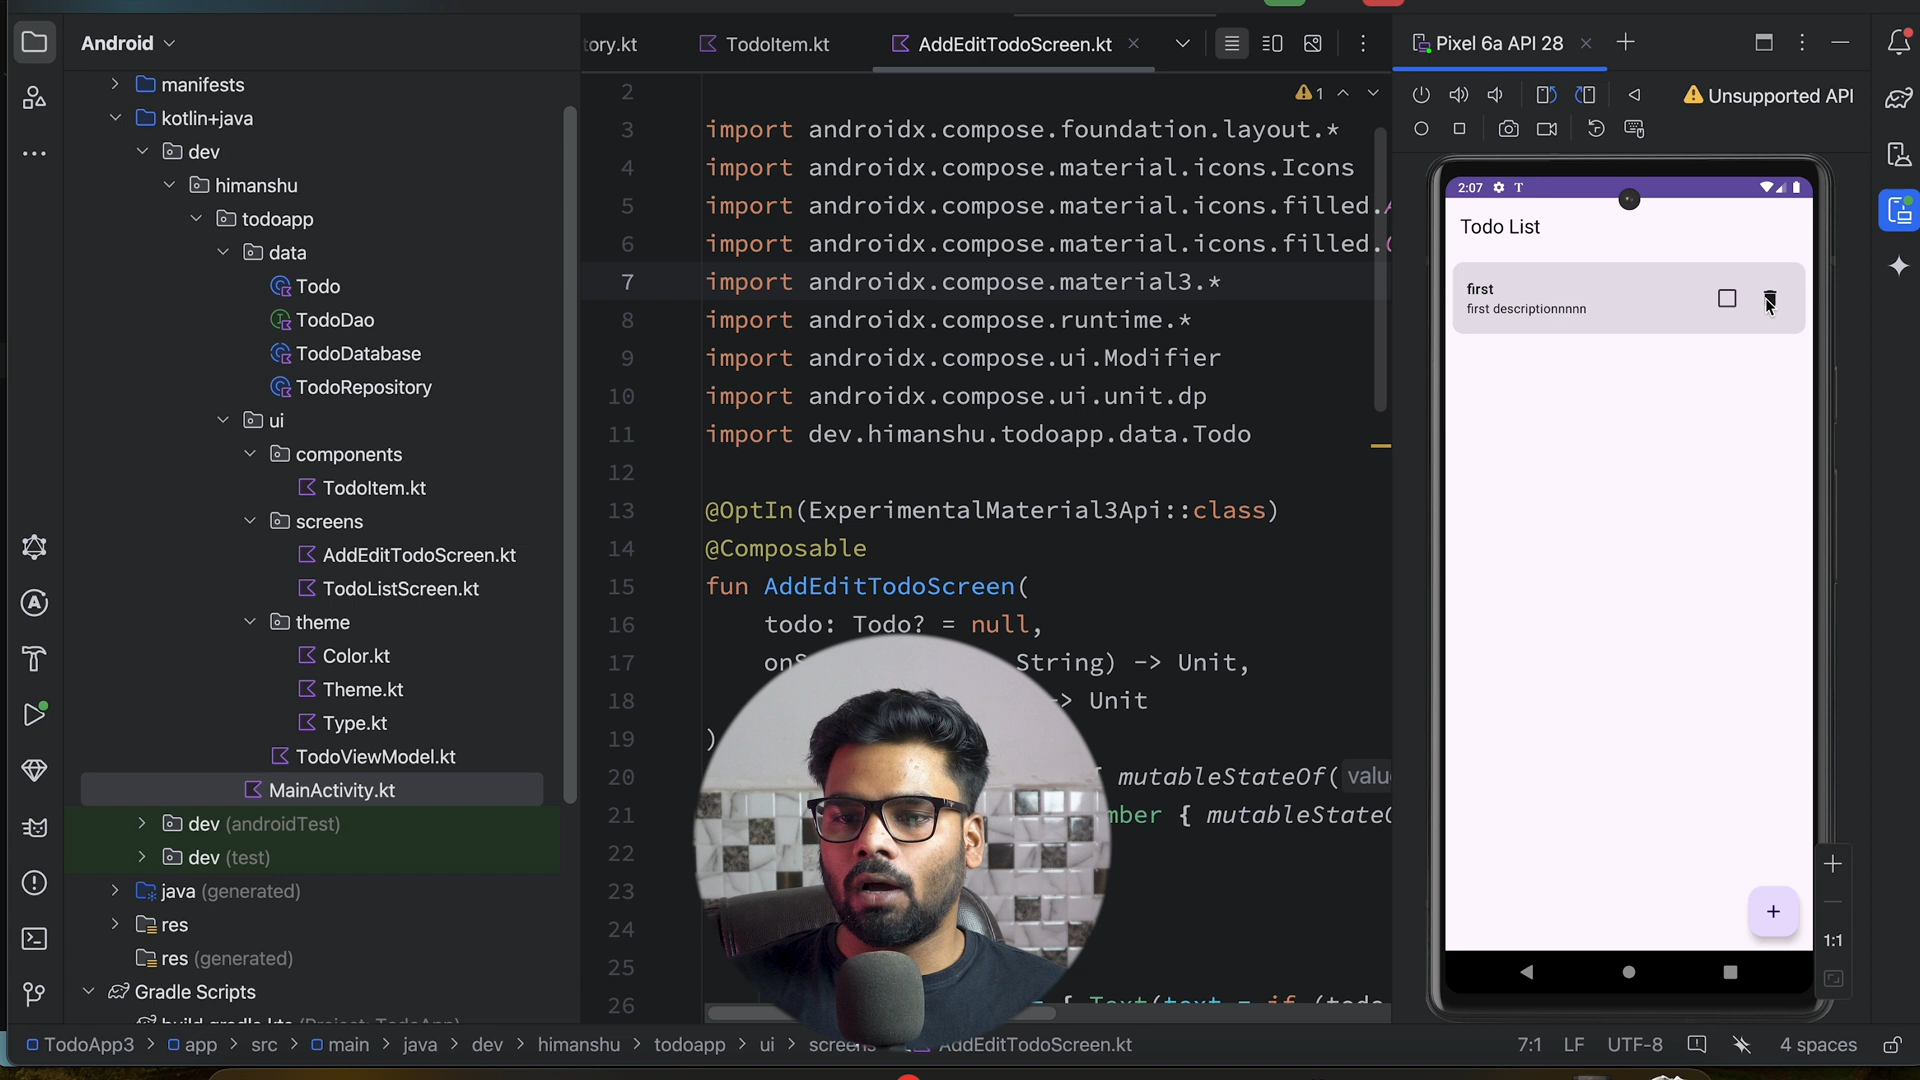 Android
manifests
kotlin+java
dev
himanshu
todoapp
data
Todo
TodoDao
TodoDatabase
TodoRepository
ui
components
TodoItem.kt
screens
AddEditTodoScreen.kt
TodoListScreen.kt
theme
Color.kt
Theme.kt
Type.kt
TodoViewModel.kt
MainActivity.kt
dev (androidTest)
dev (test)
java (generated)
res
res (generated)
Gradle Scripts
tory.kt TodoItem.kt AddEditTodoScreen.kt
1
2
3 import androidx.compose.foundation.layout.*
4 import androidx.compose.material.icons.Icons
5 import androidx.compose.material.icons.filled.
6 import androidx.compose.material.icons.filled.
7 import androidx.compose.material3.*
8 import androidx.compose.runtime.*
9 import androidx.compose.ui.Modifier
10 import androidx.compose.ui.unit.dp
11 import dev.himanshu.todoapp.data.Todo
12
13 @OptIn(ExperimentalMaterial3Api::class)
14 @Composable
15 fun AddEditTodoScreen(
16 todo: Todo? = null,
17 String) -> Unit,
18 -> Unit
19 )
20 { mutableStateOf(
21 mber {
22
23
24
25
26 { Text(text = if (todo
Pixel 6a API 28
Unsupported API
2:07
Todo List
first
first descriptionnnnn
+
1:1
TodoApp3 > app > src > main > java > dev > himanshu > todoapp > ui > screens AddEditTodoScreen.kt
7:1 LF UTF-8 4 spaces